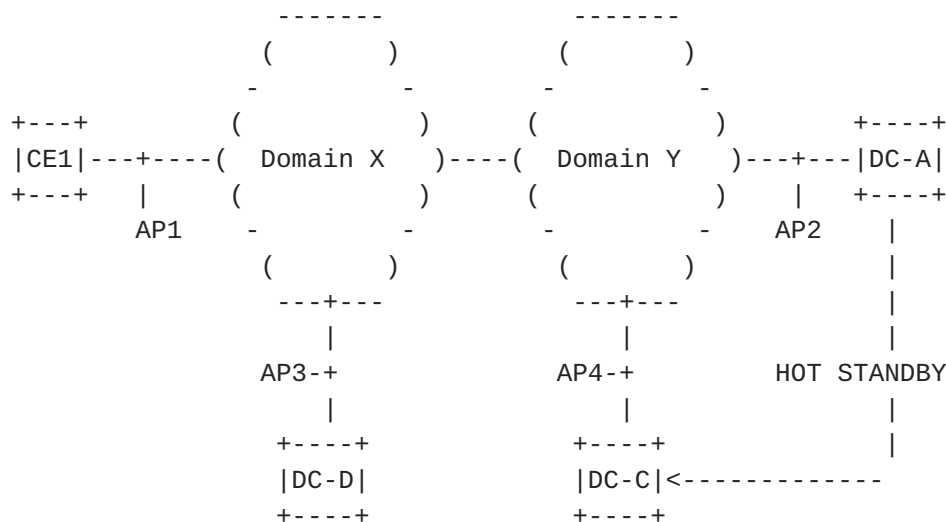 -------            -------
                (       )          (       )
               -         -        -         -
+---+         (           )      (           )        +----+
|CE1|---+----(  Domain X   )----(  Domain Y   )---+---|DC-A|
+---+   |     (           )      (           )    |   +----+
       AP1     -         -        -         -    AP2    |
                (       )          (       )            |
                 ---+---            ---+---             |
                    |                  |                |
                AP3-+              AP4-+         HOT STANDBY
                    |                  |                |
                 +----+             +----+              |
                 |DC-D|             |DC-C|<-------------
                 +----+             +----+